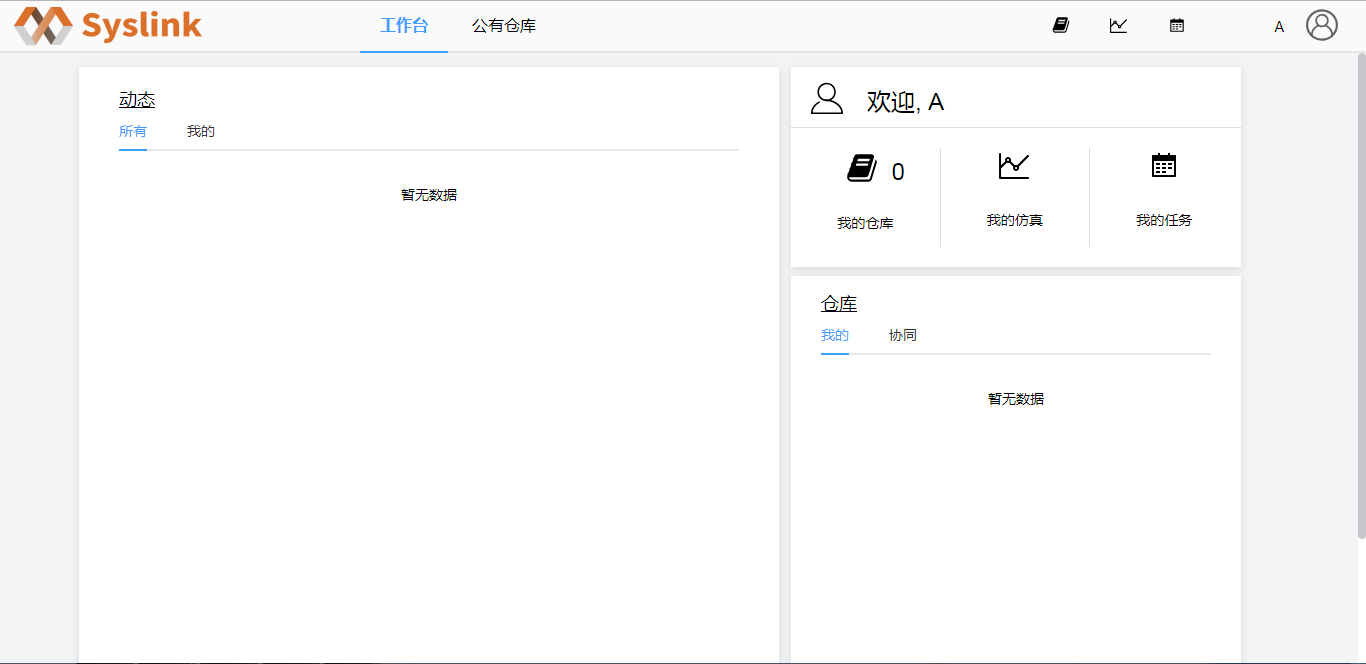 Syslink
工作台 公有仓库 A
动态
所有 我的
暂无数据
欢迎, A
0
我的仓库 我的仿真 我的任务
仓库
我的 协同
暂无数据